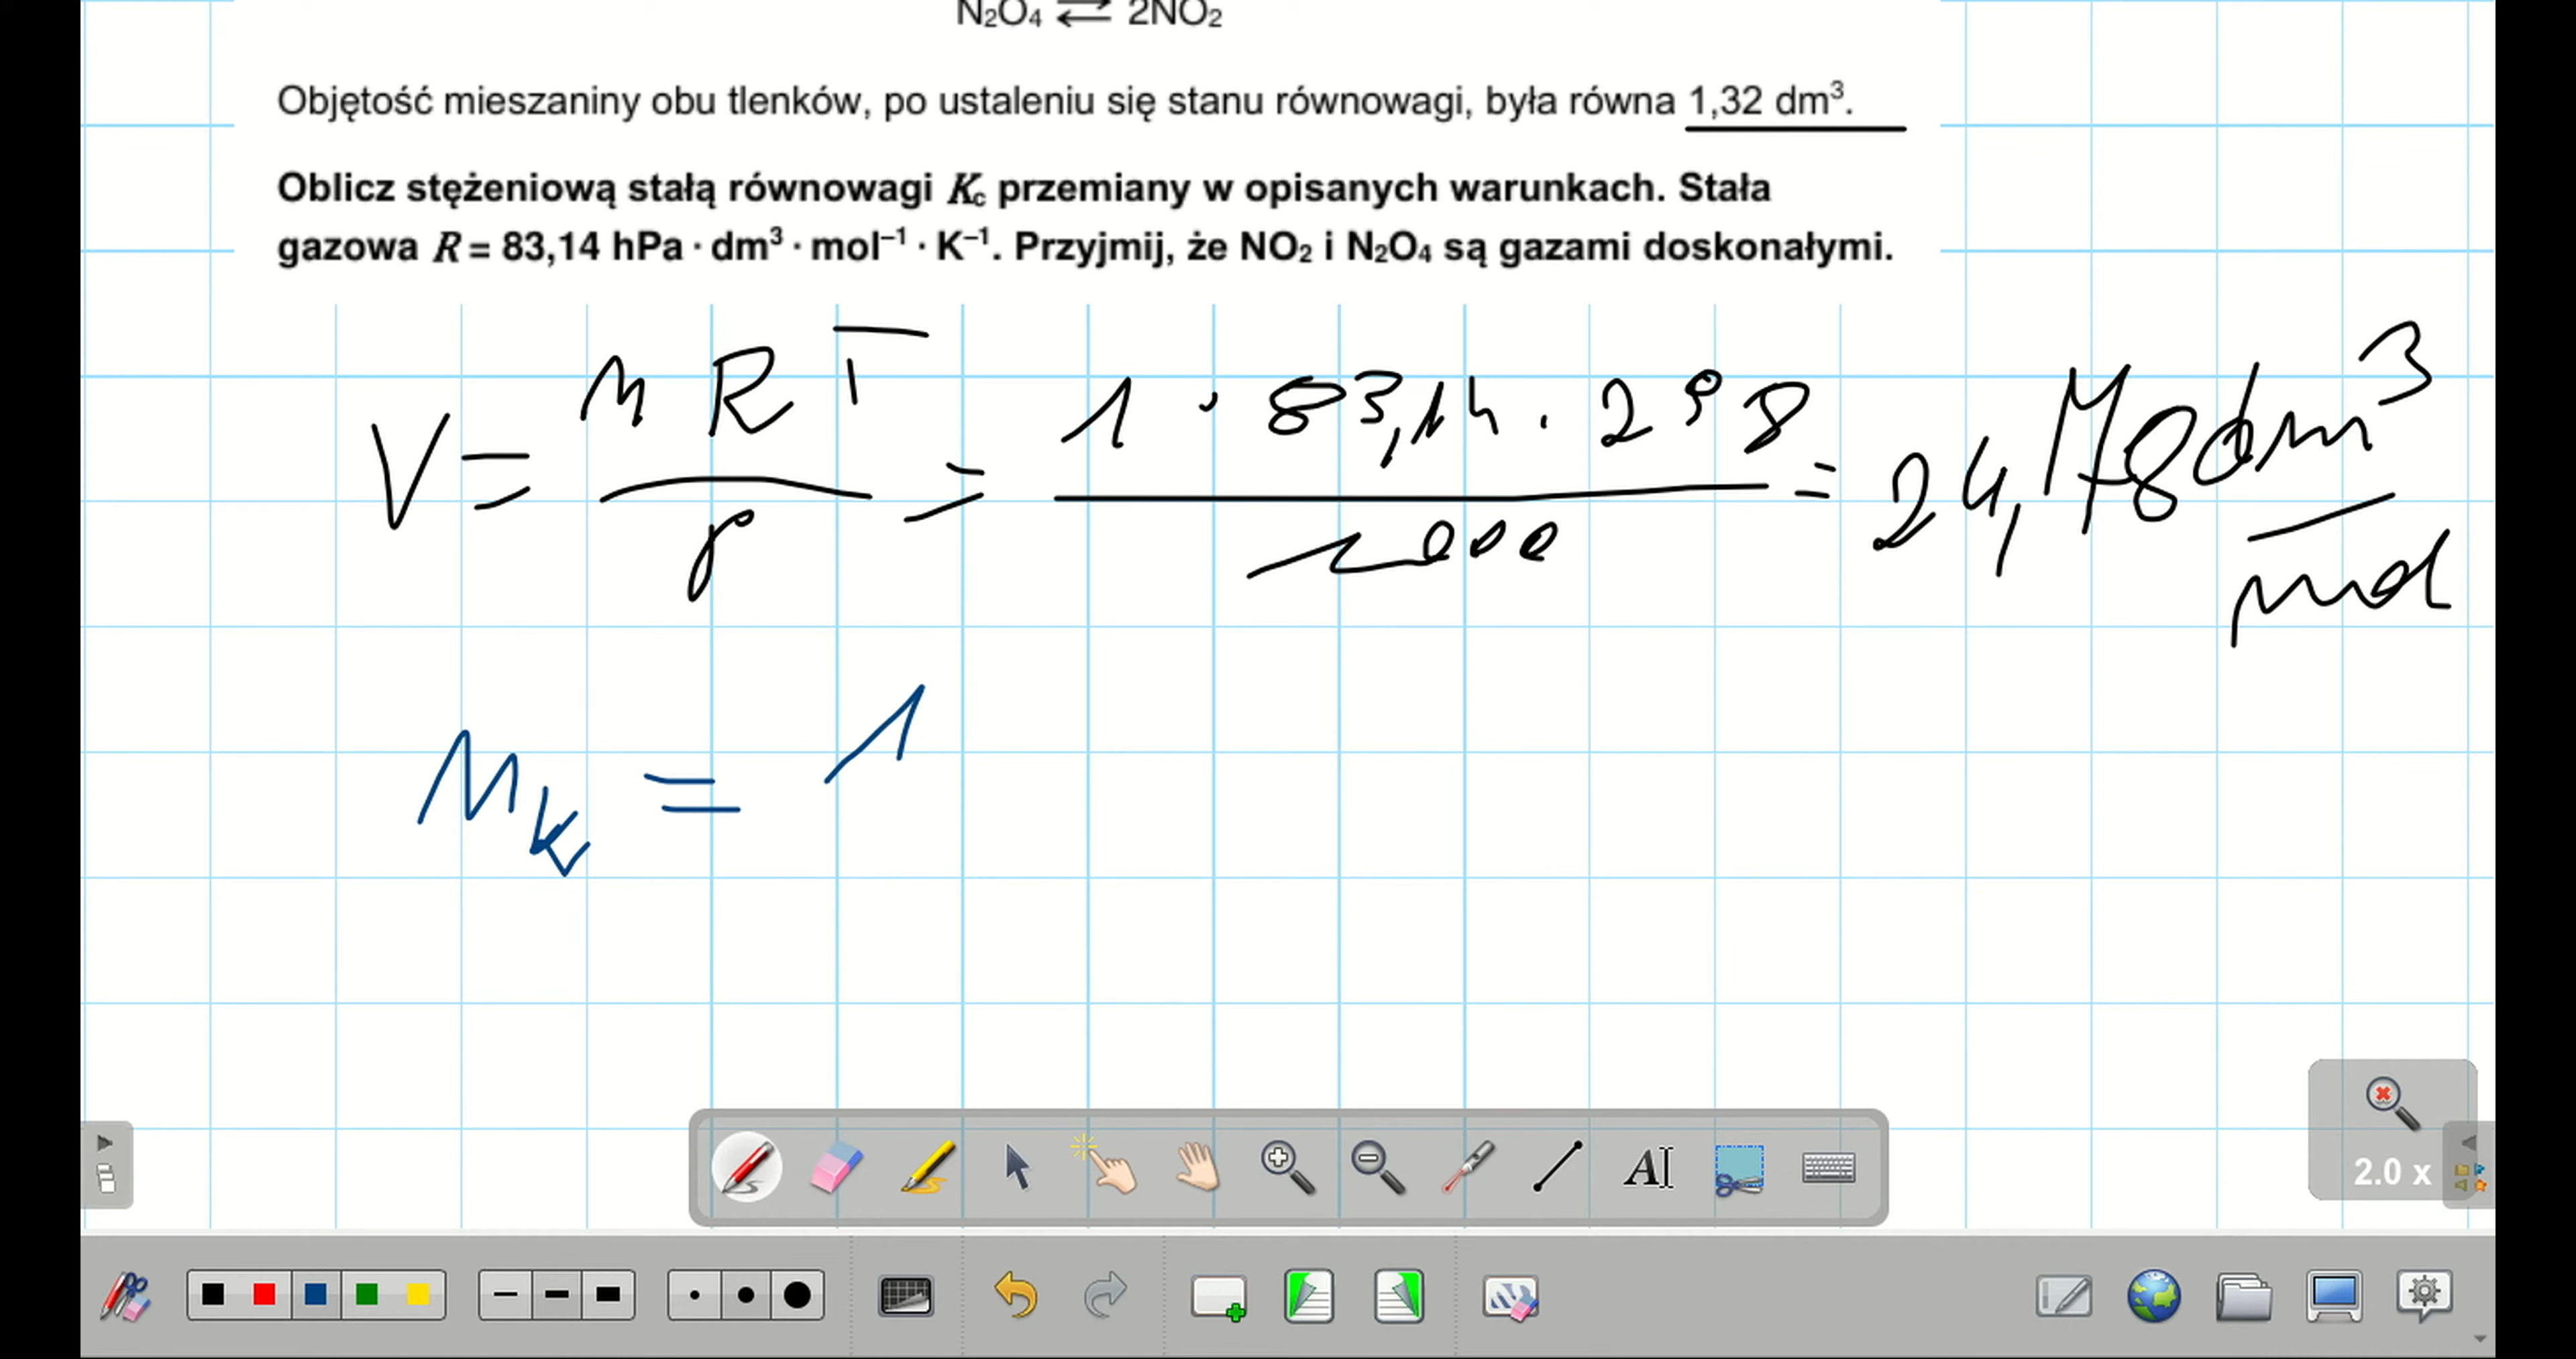 N₂O₄ ⇄ 2NO₂
Objętość mieszaniny obu tlenków, po ustaleniu się stanu równowagi, była równa 1,32 dm³.
Oblicz stężeniową stałą równowagi Kc przemiany w opisanych warunkach. Stała
gazowa R = 83,14 hPa · dm³ · mol⁻¹ · K⁻¹. Przyjmij, że NO₂ i N₂O₄ są gazami doskonałymi.
V = n R T / p = 1 · 83,14 · 298 / 1000 = 24,78 dm³ / mol
nk = 1
AI
2.0 x